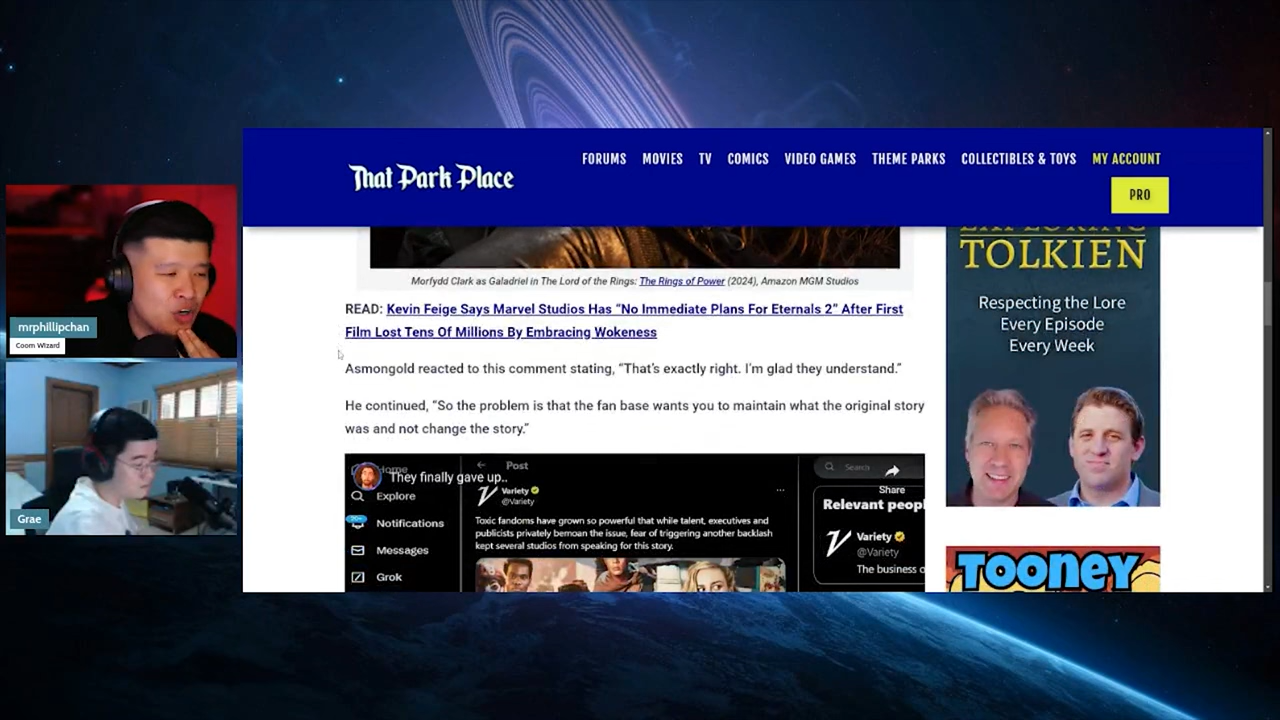 That Park Place
FORUMS MOVIES TV COMICS VIDEO GAMES THEME PARKS COLLECTIBLES & TOYS MY ACCOUNT
PRO
mrphillipchan
Coom Wizard
Grae
Morfydd Clark as Galadriel in The Lord of the Rings: The Rings of Power (2024), Amazon MGM Studios
READ: Kevin Feige Says Marvel Studios Has “No Immediate Plans For Eternals 2” After First
Film Lost Tens Of Millions By Embracing Wokeness
Asmongold reacted to this comment stating, “That’s exactly right. I’m glad they understand.”
He continued, “So the problem is that the fan base wants you to maintain what the original story
was and not change the story.”
Home
They finally gave up..
Explore
Notifications
Messages
Grok
Post
Variety
@Variety
Toxic fandoms have grown so powerful that while talent, executives and
publicists privately bemoan the issue, fear of triggering another backlash
kept several studios from speaking for this story.
Search
Share
Relevant peopl
Variety
@Variety
The business o
EXPLORING
TOLKIEN
Respecting the Lore
Every Episode
Every Week
TOONEY